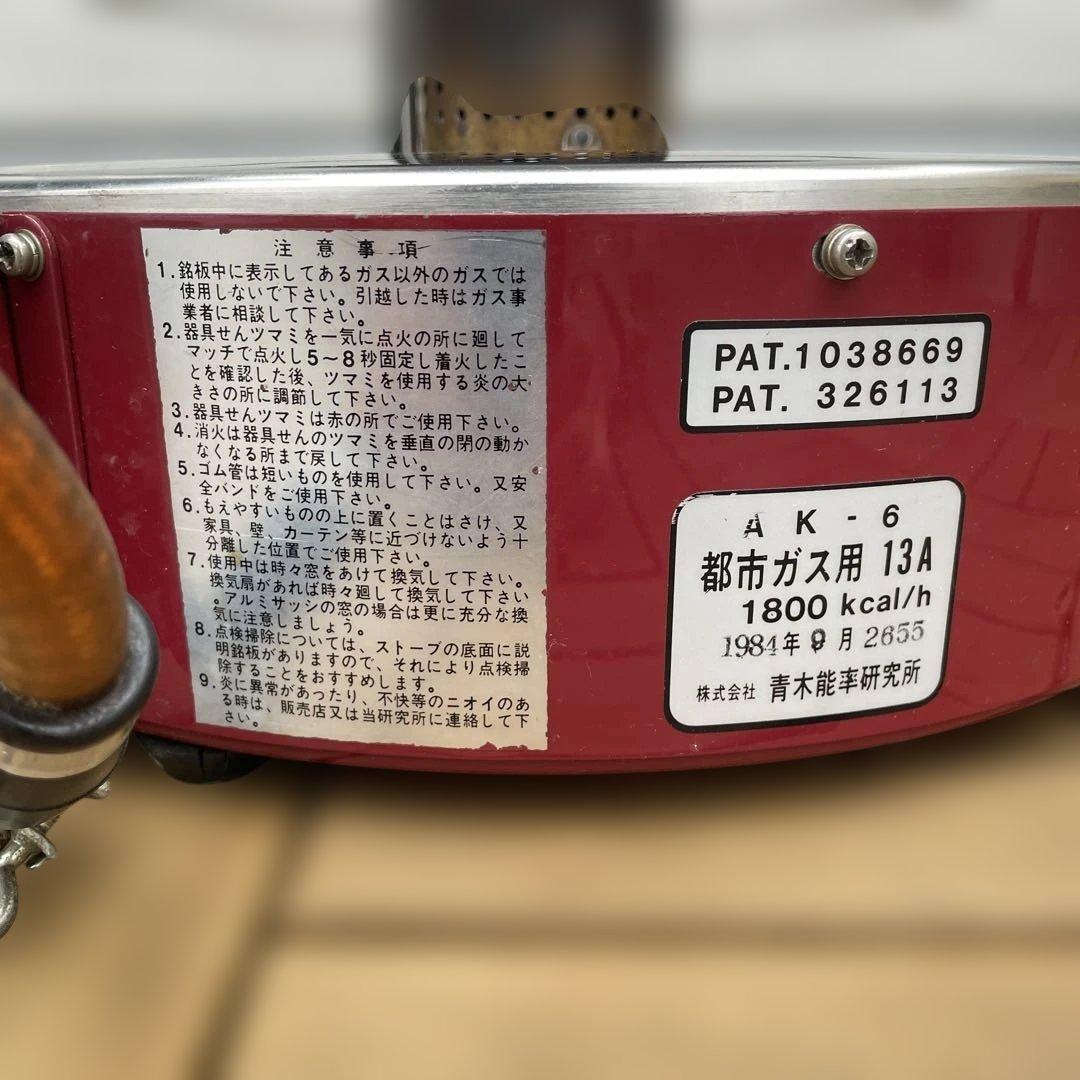 注意事項
1.銘板中に表示してあるガス以外のガスでは
使用しないで下さい。引越した時はガス事
業者に相談して下さい。
2.器具せんツマミを一気に点火の所に廻して
マッチで点火し5〜8秒固定し着火したこ
とを確認した後、ツマミを使用する炎の大
きさの所に調節して下さい。
3.器具せんツマミは赤の所でご使用下さい。
4.消火は器具せんのツマミを垂直の閉の動か
なくなる所まで戻して下さい。
5.ゴム管は短いものを使用して下さい。又安
全バンドをご使用下さい。
6.もえやすいものの上に置くことはさけ、又
家具、壁、カーテン等に近づけないよう十
分離した位置でご使用下さい。
7.使用中は時々窓をあけて換気して下さい。
換気扇があれば時々廻して換気して下さい
。アルミサッシの窓の場合は更に充分な換
気に注意しましょう。
8.点検掃除については、ストーブの底面に説
明銘板がありますので、それにより点検掃
除することをおすすめします。
9.炎に異常があったり、不快等のニオイのあ
る時は、販売店又は当研究所に連絡して下
さい。
PAT.1038669
PAT. 326113
AK-6
都市ガス用 13A
1800 kcal/h
1984年9月 2655
株式会社 青木能率研究所